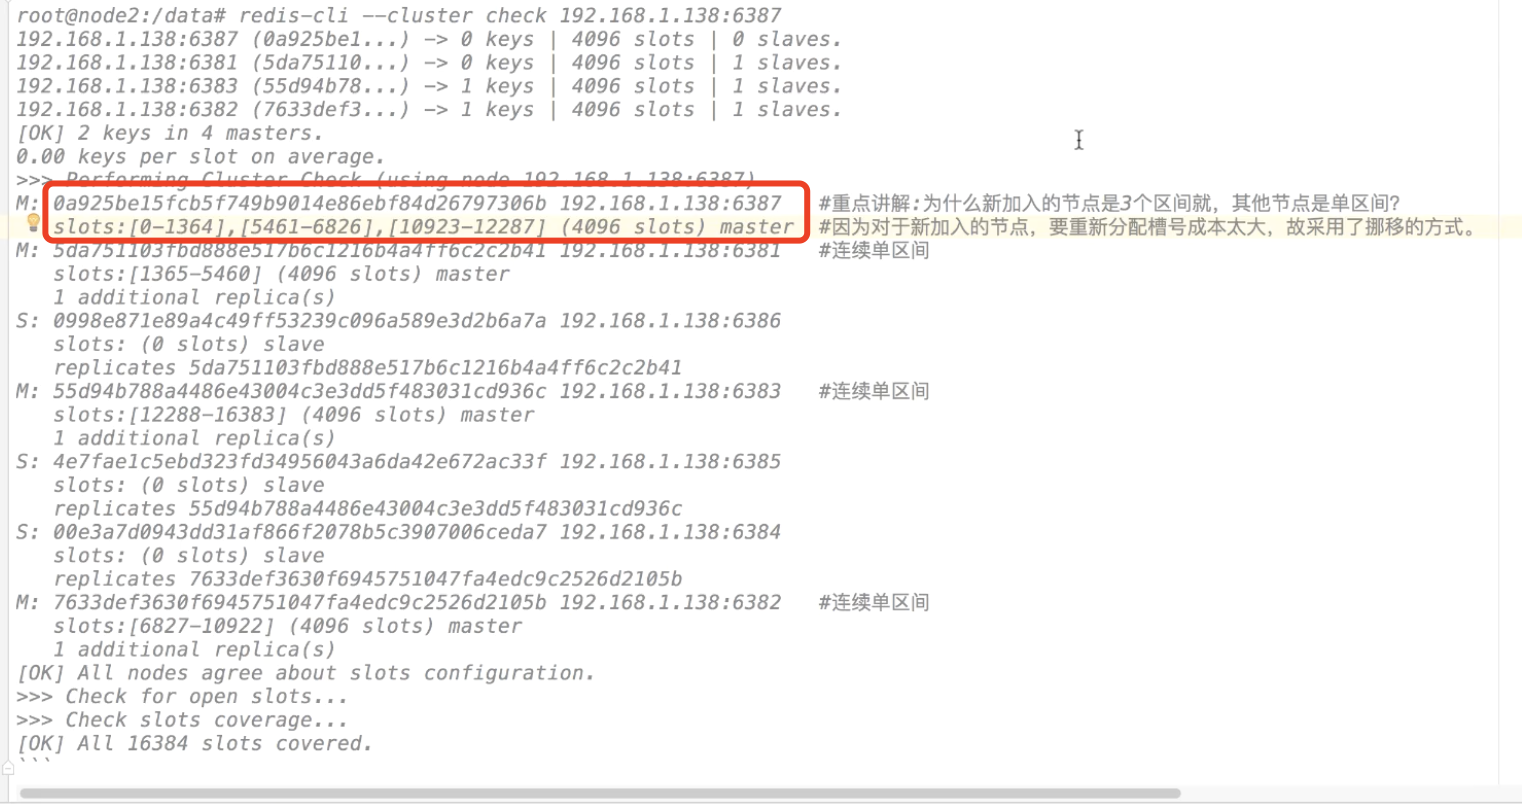 root@node2:/data# redis-cli --cluster check 192.168.1.138:6387
192.168.1.138:6387 (0a925be1...) -> 0 keys | 4096 slots | 0 slaves.
192.168.1.138:6381 (5da75110...) -> 0 keys | 4096 slots | 1 slaves.
192.168.1.138:6383 (55d94b78...) -> 1 keys | 4096 slots | 1 slaves.
192.168.1.138:6382 (7633def3...) -> 1 keys | 4096 slots | 1 slaves.
[OK] 2 keys in 4 masters.
0.00 keys per slot on average.
>>> Performing Cluster Check (using node 192.168.1.138:6387)
M: 0a925be15fcb5f749b9014e86ebf84d26797306b 192.168.1.138:6387 #重点讲解:为什么新加入的节点是3个区间就，其他节点是单区间?
slots:[0-1364],[5461-6826],[10923-12287] (4096 slots) master #因为对于新加入的节点，要重新分配槽号成本太大，故采用了挪移的方式。
M: 5da751103fbd888e517b6c1216b4a4ff6c2c2b41 192.168.1.138:6381 #连续单区间
slots:[1365-5460] (4096 slots) master
1 additional replica(s)
S: 0998e871e89a4c49ff53239c096a589e3d2b6a7a 192.168.1.138:6386
slots: (0 slots) slave
replicates 5da751103fbd888e517b6c1216b4a4ff6c2c2b41
M: 55d94b788a4486e43004c3e3dd5f483031cd936c 192.168.1.138:6383 #连续单区间
slots:[12288-16383] (4096 slots) master
1 additional replica(s)
S: 4e7fae1c5ebd323fd34956043a6da42e672ac33f 192.168.1.138:6385
slots: (0 slots) slave
replicates 55d94b788a4486e43004c3e3dd5f483031cd936c
S: 00e3a7d0943dd31af866f2078b5c3907006ceda7 192.168.1.138:6384
slots: (0 slots) slave
replicates 7633def3630f6945751047fa4edc9c2526d2105b
M: 7633def3630f6945751047fa4edc9c2526d2105b 192.168.1.138:6382 #连续单区间
slots:[6827-10922] (4096 slots) master
1 additional replica(s)
[OK] All nodes agree about slots configuration.
>>> Check for open slots...
>>> Check slots coverage...
[OK] All 16384 slots covered.
```